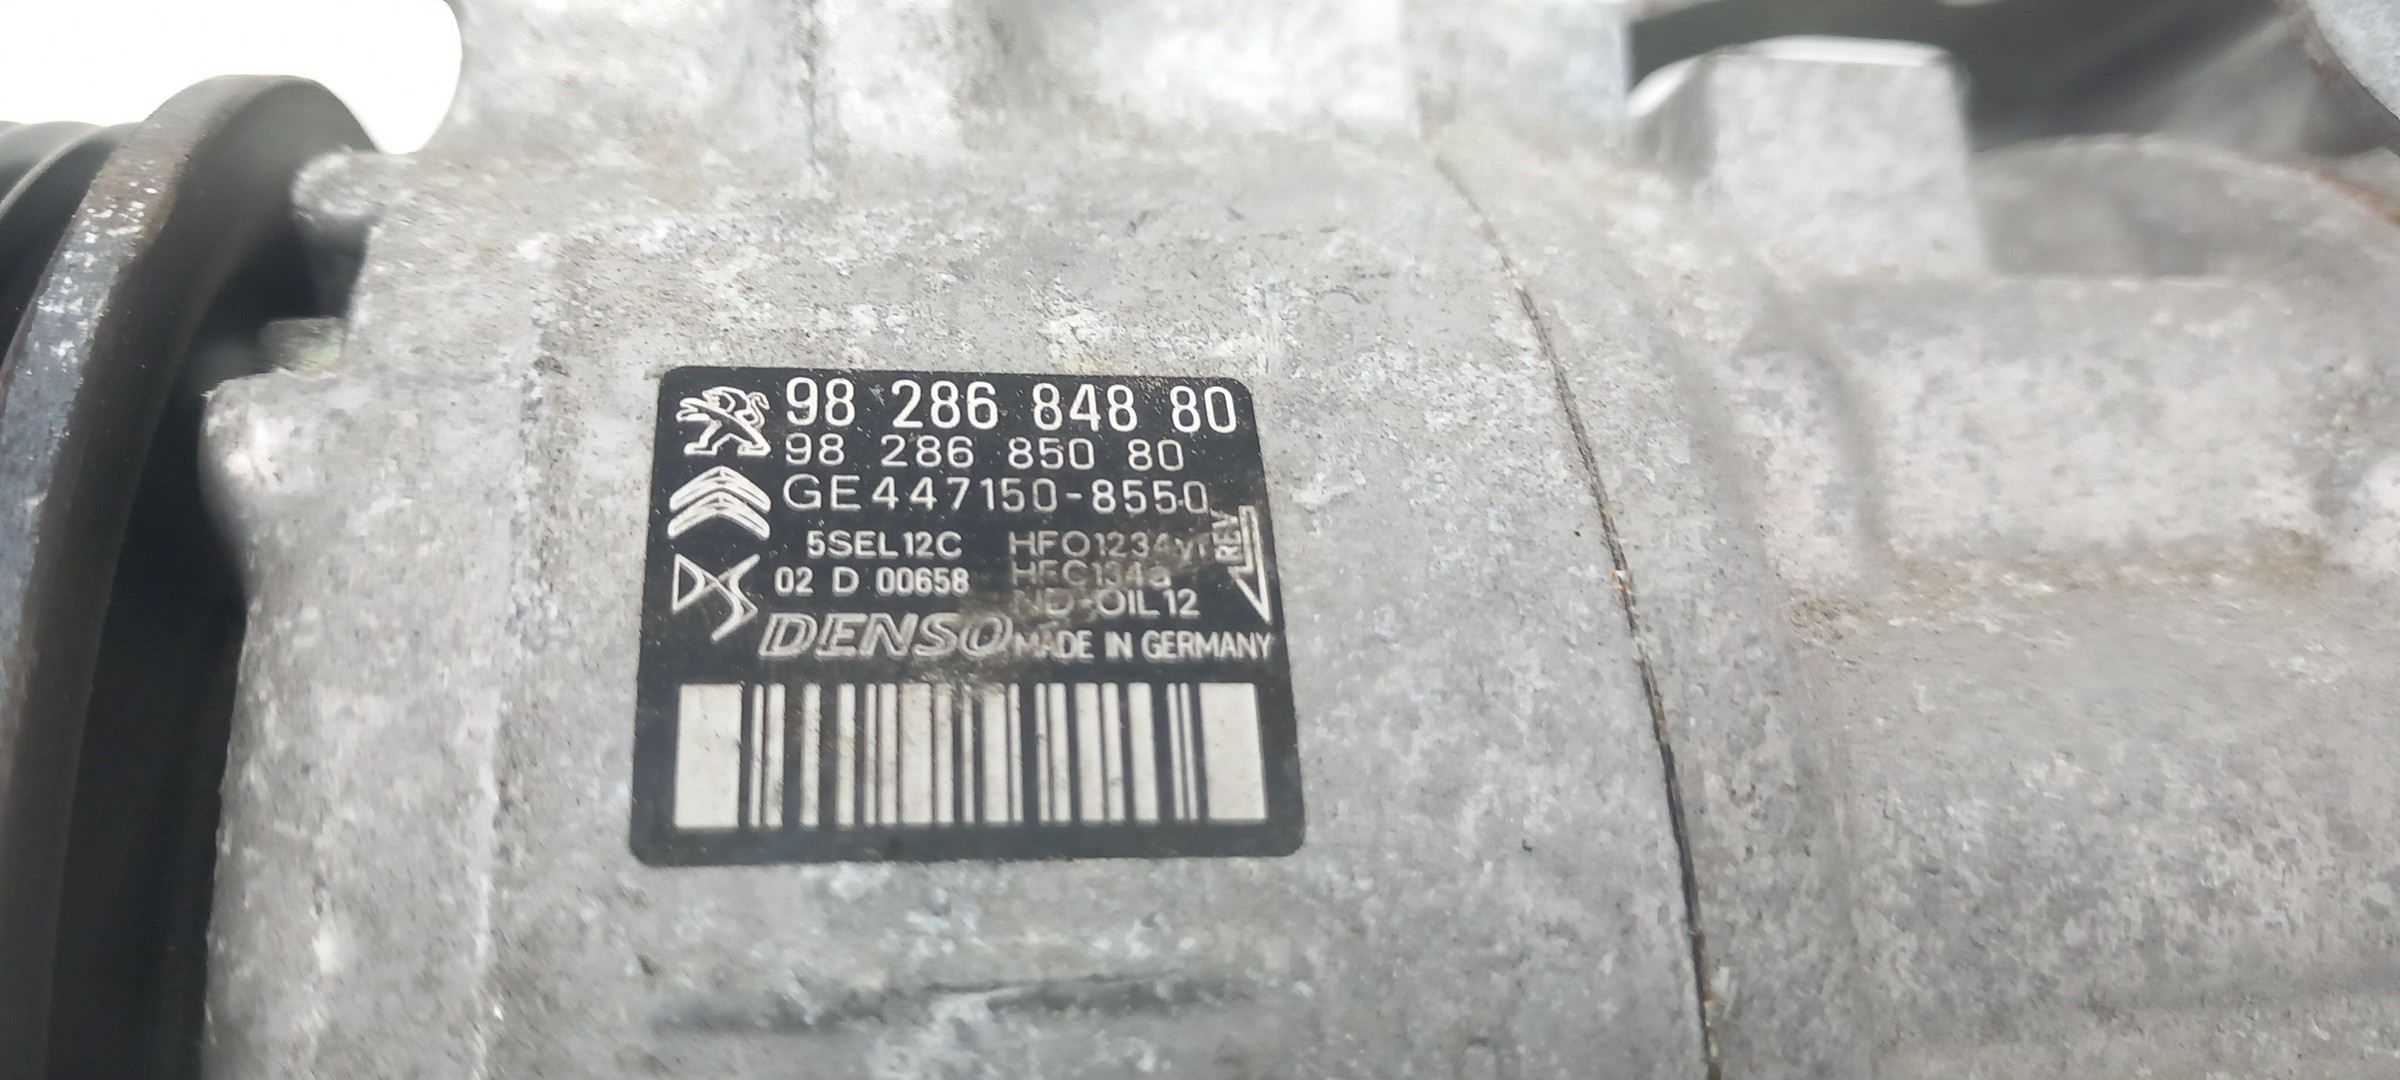 98 286 848 80
98 286 850 80
GE447150-8550
5SEL12C HFO1234yf
REV
02 D 00658 HFC134a
ND-OIL12
DS
DENSO MADE IN GERMANY